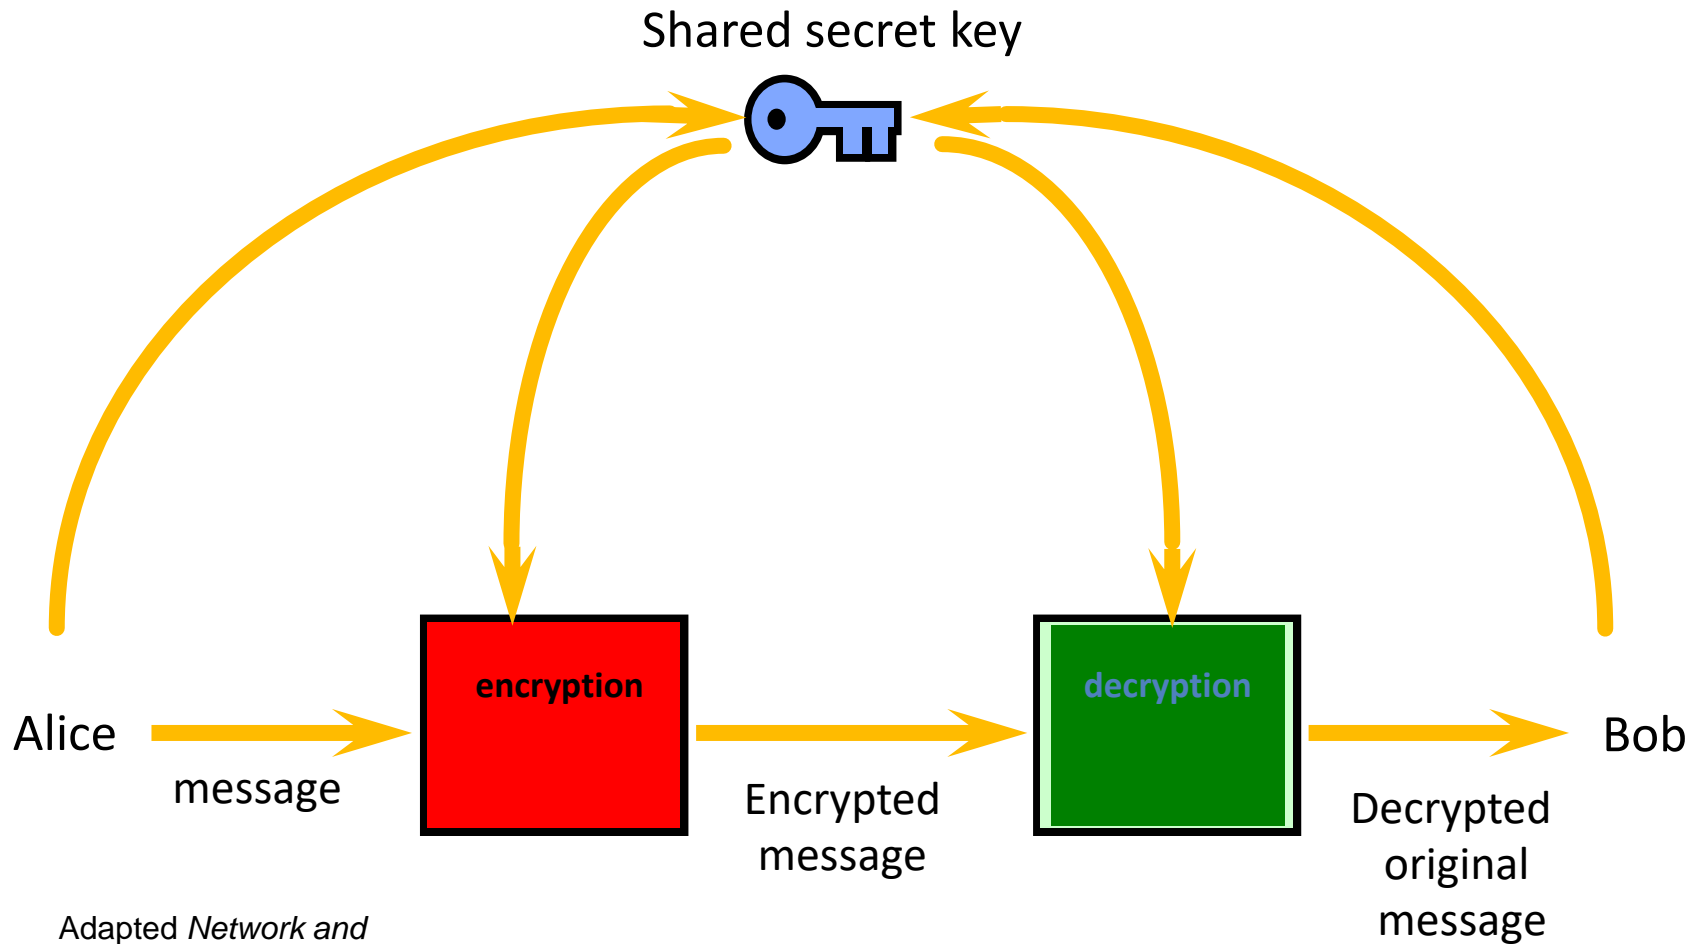 Shared secret key
encryption
decryption
Alice
Bob
message
Encrypted
message
Decrypted
original
message
Adapted Network and